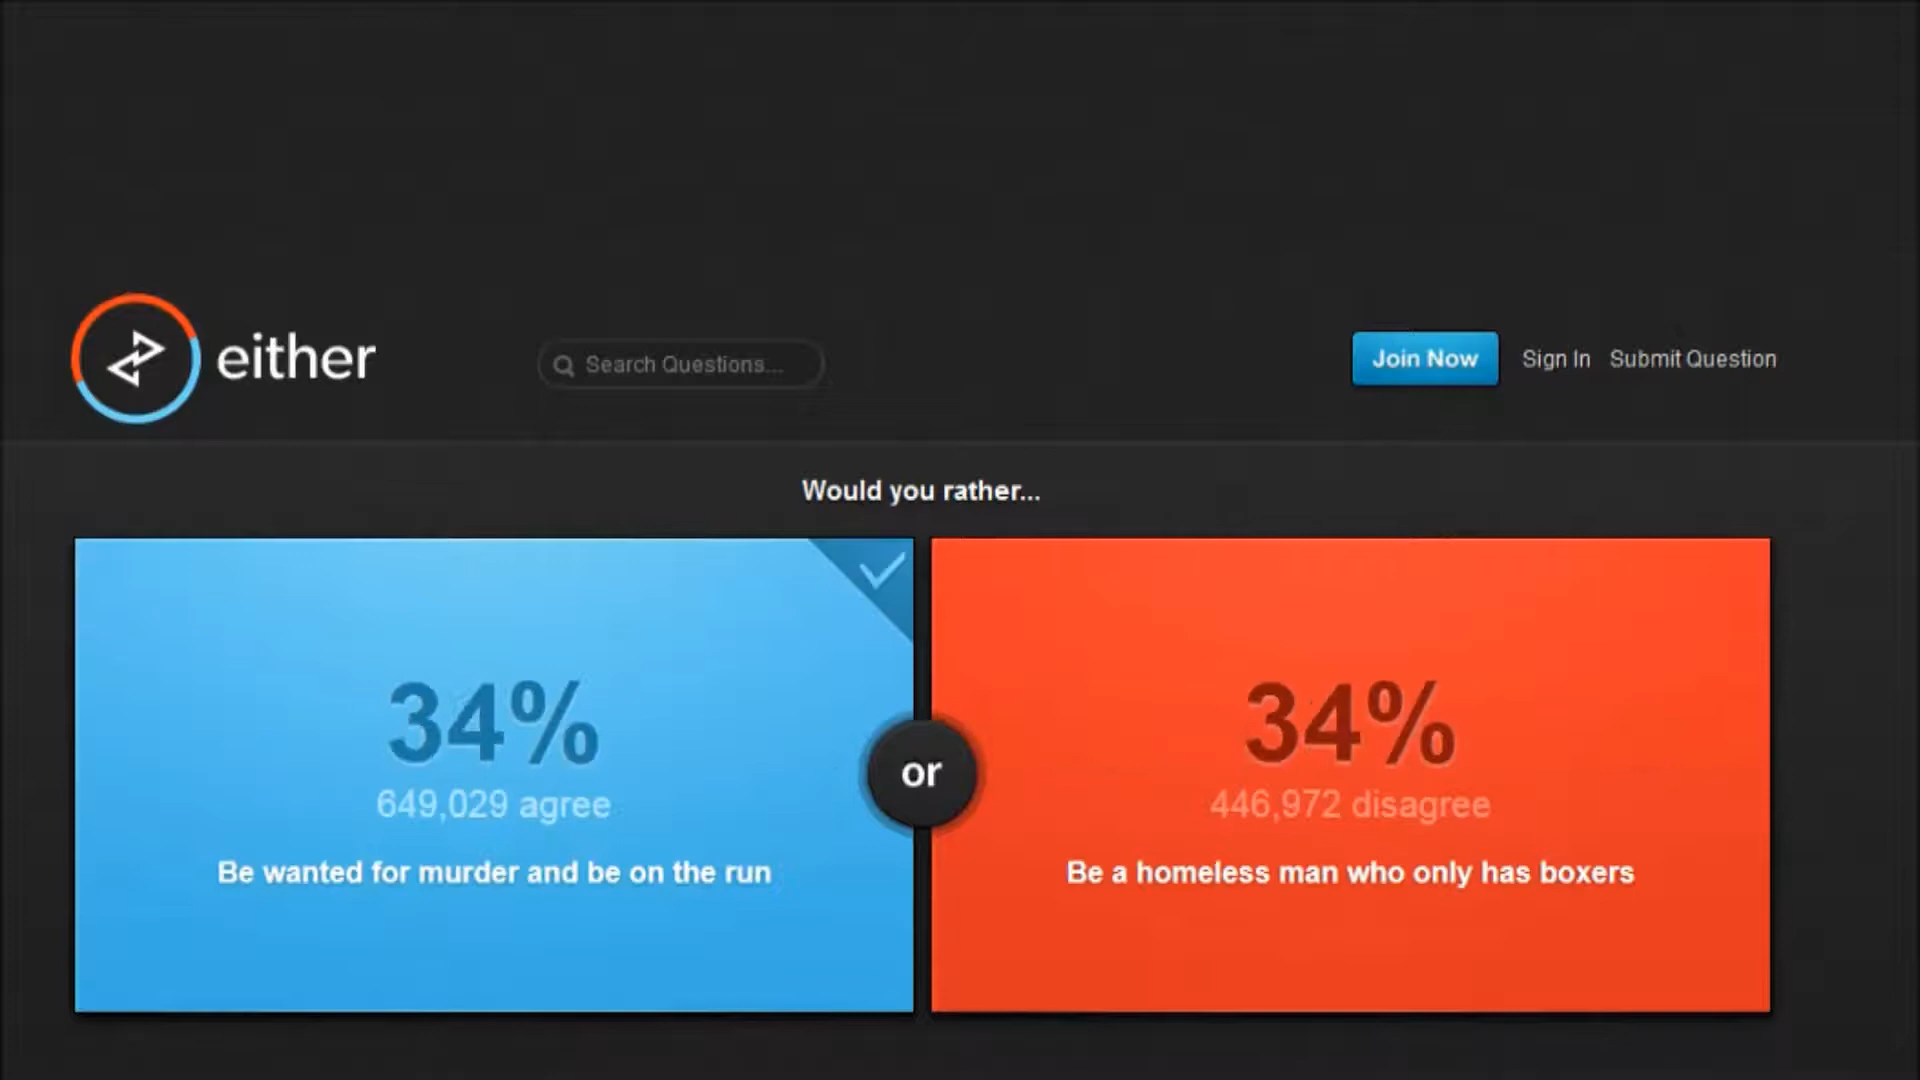 either
Search Questions...
Join Now Sign In Submit Question
Would you rather...
34%
649,029 agree
Be wanted for murder and be on the run
or
34%
446,972 disagree
Be a homeless man who only has boxers